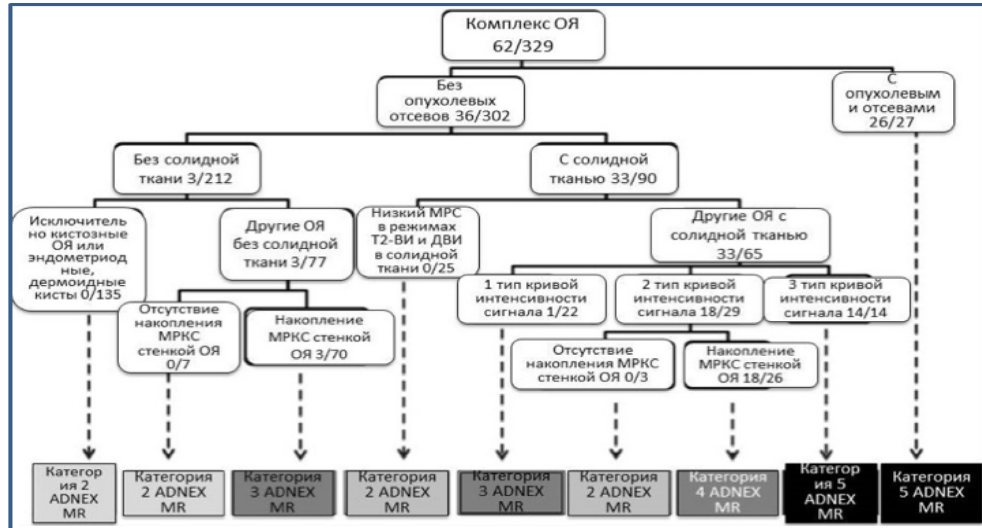 Комплекс ОЯ
62/329
Без
опухолевых
отсевов 36/302
С
опухолевым
и отсевами
26/27
Без солидной
ткани 3/212
С солидной
тканью 33/90
Исключитель
но кистозные
ОЯ или
эндометриод
ные,
дермоидные
кисты 0/135
Другие ОЯ
без солидной
ткани 3/77
Низкий МРС
в режимах
Т2-ВИ и ДВИ
в солидной
ткани 0/25
Другие ОЯ с
солидной тканью
33/65
Отсутствие
накопления
МРКС
стенкой ОЯ
0/7
Накопление
МРКС стенкой
ОЯ 3/70
1 тип кривой
интенсивности
сигнала 1/22
2 тип кривой
интенсивности
сигнала 18/29
3 тип кривой
интенсивности
сигнала 14/14
Отсутствие
накопления МРКС
стенкой ОЯ 0/3
Накопление
МРКС стенкой
ОЯ 18/26
Категор
ия 2
ADNEX
MR
Категория
2 ADNEX
MR
Категория
3 ADNEX
MR
Категория
2 ADNEX
MR
Категория
3 ADNEX
MR
Категория
2 ADNEX
MR
Категория
4 ADNEX
MR
Категор
ия 5
ADNEX
MR
Категория
5 ADNEX
MR